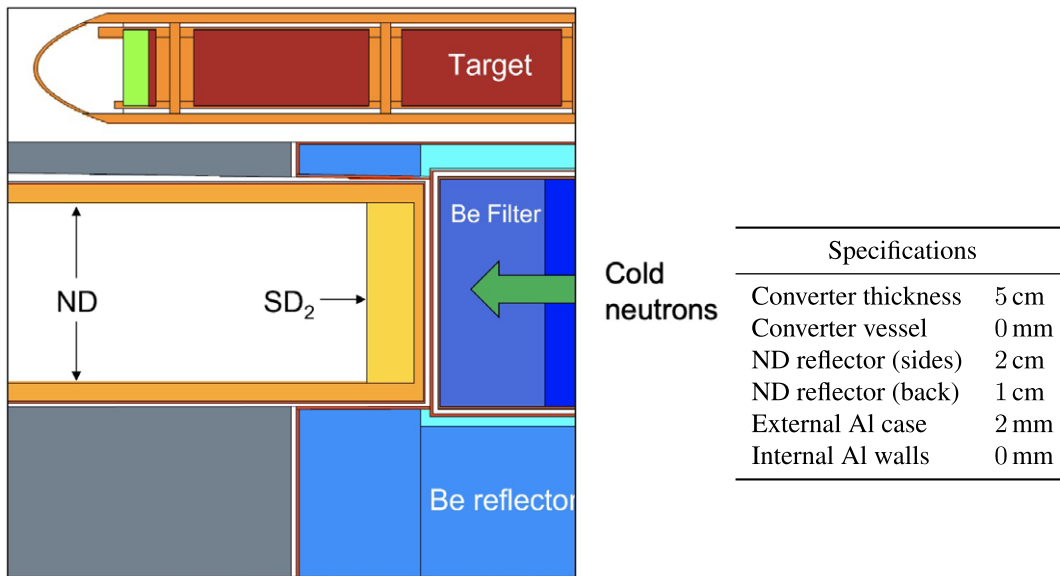 Target
Be Filter
ND
SD₂
Cold
neutrons
Be reflector
Specifications
Converter thickness 5 cm
Converter vessel 0 mm
ND reflector (sides) 2 cm
ND reflector (back) 1 cm
External Al case 2 mm
Internal Al walls 0 mm